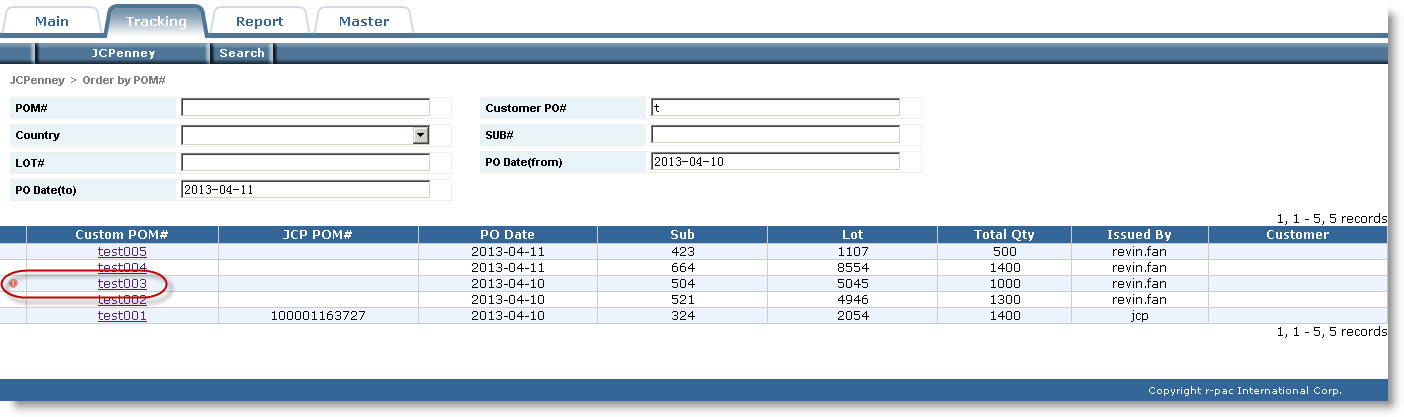 Main Tracking Report Master
JCPenney Search
JCPenney > Order by POM#
POM# Customer PO# t
Country SUB#
LOT# PO Date(from) 2013-04-10
PO Date(to) 2013-04-11
1, 1 - 5, 5 records
Custom POM# JCP POM# PO Date Sub Lot Total Qty Issued By Customer
test005 2013-04-11 423 1107 500 revin.fan
test004 2013-04-11 664 8554 1400 revin.fan
test003 2013-04-10 504 5045 1000 revin.fan
test002 2013-04-10 521 4946 1300 revin.fan
test001 100001163727 2013-04-10 324 2054 1400 jcp
1, 1 - 5, 5 records
Copyright r-pac International Corp.